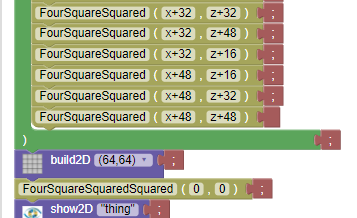 FourSquareSquared ( x+32 , z+32 ) ;
FourSquareSquared ( x+32 , z+48 ) ;
FourSquareSquared ( x+32 , z+16 ) ;
FourSquareSquared ( x+48 , z+16 ) ;
FourSquareSquared ( x+48 , z+32 ) ;
FourSquareSquared ( x+48 , z+48 ) ;
) ;
build2D (64,64) ;
FourSquareSquaredSquared ( 0 , 0 ) ;
show2D "thing" ;